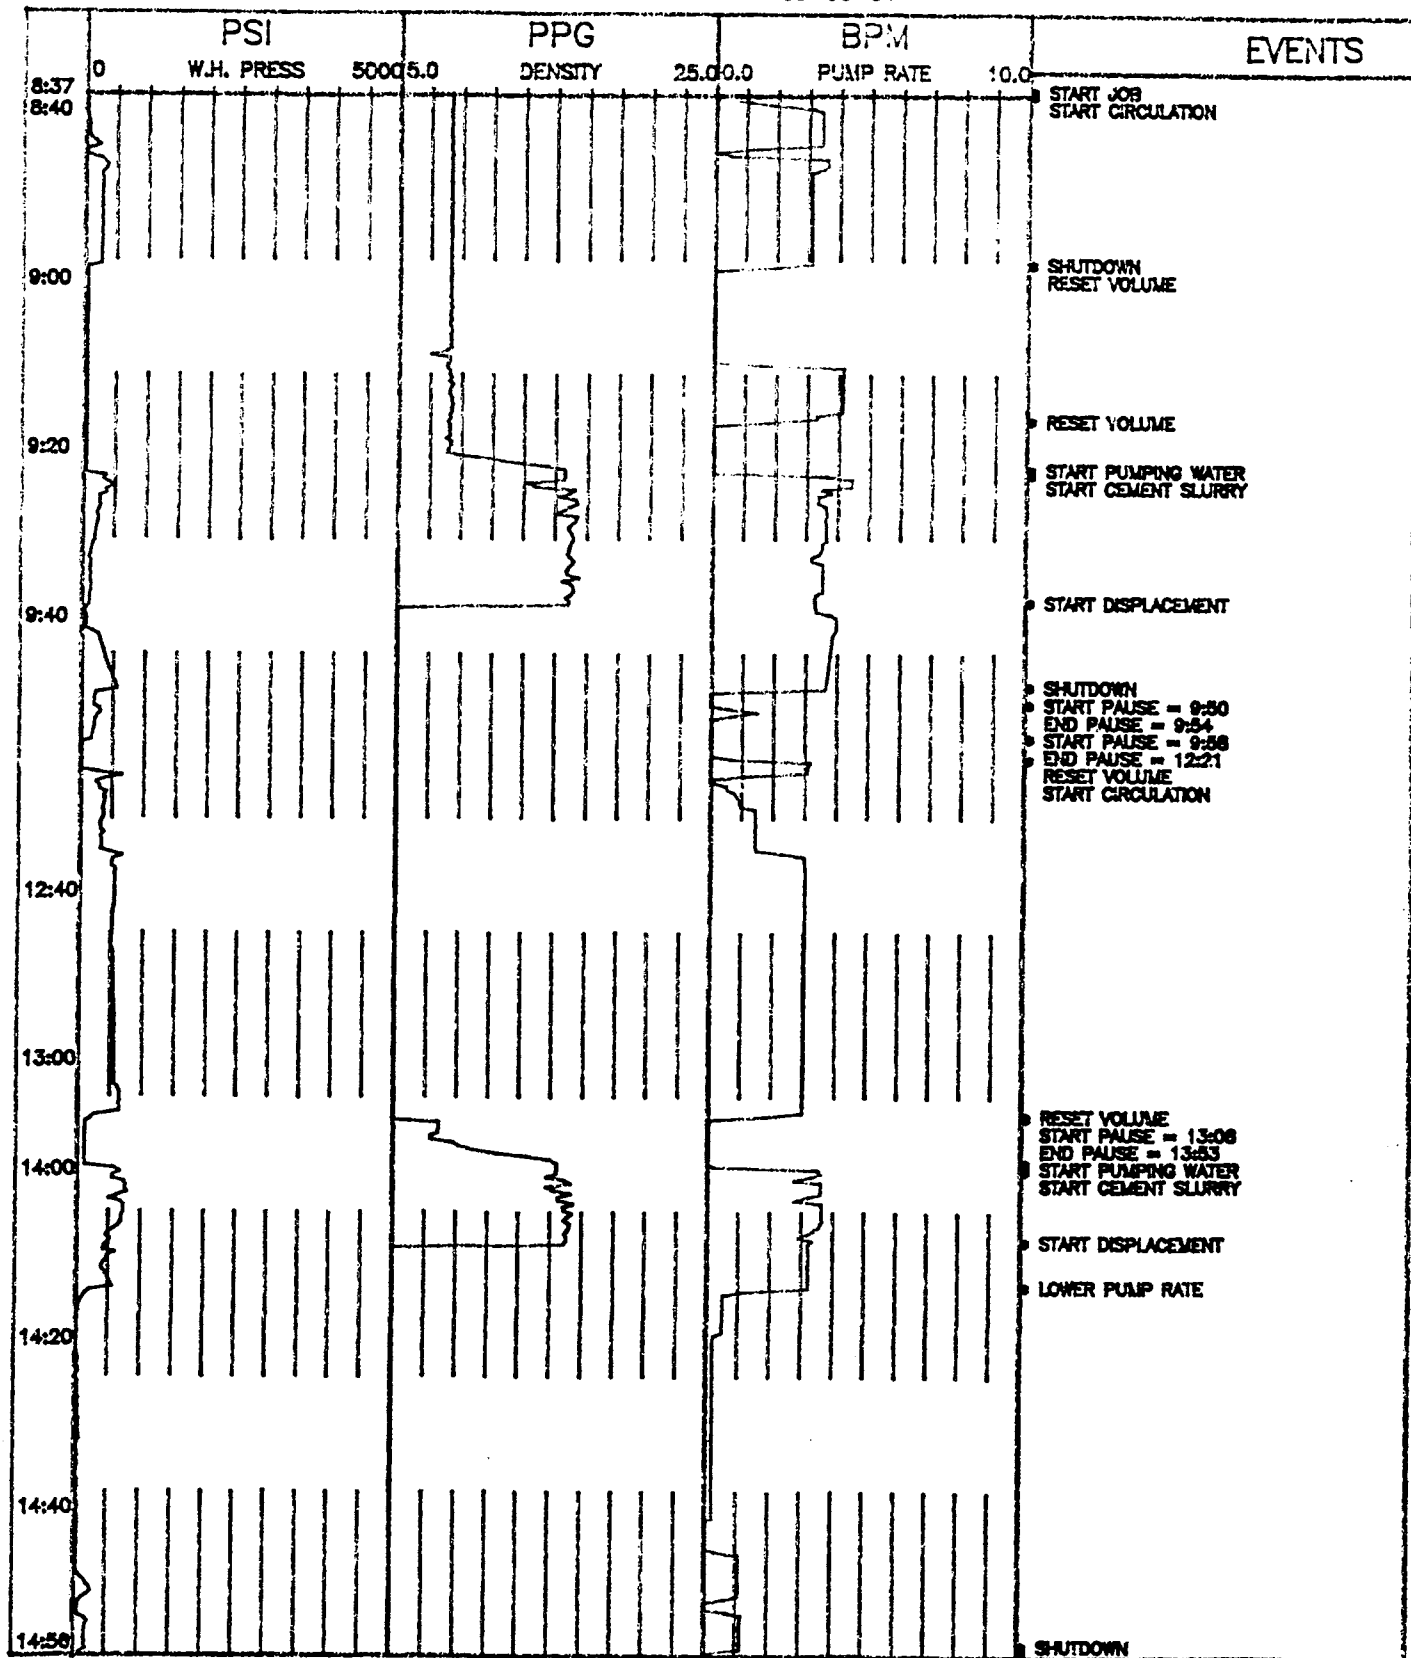 PSI PPG BPM EVENTS
0 W.H. PRESS 5000 5.0 DENSITY 25.0 0.0 PUMP RATE 10.0
8:37 START JOB
8:40 START CIRCULATION
9:00 SHUTDOWN
RESET VOLUME
RESET VOLUME
9:20
START PUMPING WATER
START CEMENT SLURRY
9:40 START DISPLACEMENT
SHUTDOWN
START PAUSE = 9:50
END PAUSE = 9:54
START PAUSE = 9:56
END PAUSE = 12:21
RESET VOLUME
START CIRCULATION
12:40
13:00
RESET VOLUME
START PAUSE = 13:06
END PAUSE = 13:53
14:00 START PUMPING WATER
START CEMENT SLURRY
START DISPLACEMENT
LOWER PUMP RATE
14:20
14:40
14:56 SHUTDOWN